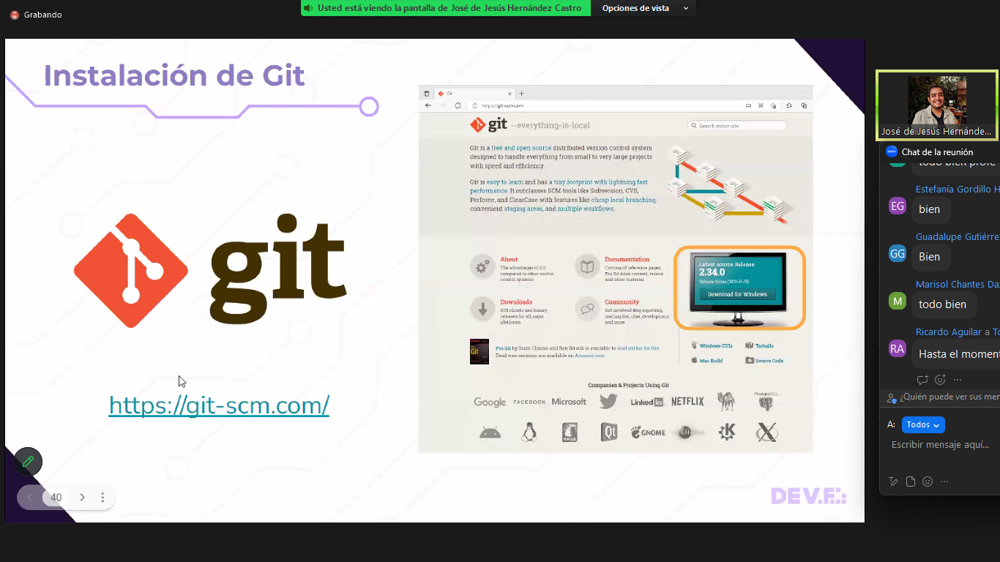 Grabando
Usted está viendo la pantalla de José de Jesús Hernández Castro
Opciones de vista
Instalación de Git
git
https://git-scm.com/
Git
https://git-scm.com
git --everything-is-local
Search entire site
Git is a free and open source distributed version control system
designed to handle everything from small to very large projects
with speed and efficiency.
Git is easy to learn and has a tiny footprint with lightning fast
performance. It outclasses SCM tools like Subversion, CVS,
Perforce, and ClearCase with features like cheap local branching,
convenient staging areas, and multiple workflows.
About
The advantages of Git
compared to other source
control systems.
Documentation
Command reference pages,
Pro Git book content, videos
and other material.
Downloads
GUI clients and binary
releases for all major
platforms.
Community
Get involved! Bug reporting,
mailing list, chat, development
and more.
Latest source Release
2.34.0
Release Notes (2021-11-15)
Download for Windows
Windows GUIs
Tarballs
Mac Build
Source Code
Git
Pro Git by Scott Chacon and Ben Straub is available to read online for free.
Dead tree versions are available on Amazon.com.
Companies & Projects Using Git
Google
FACEBOOK
Microsoft
Linked in
NETFLIX
PostgreSQL
RAILS
Qt
GNOME
eclipse
40
DEV.F.:
José de Jesús Hernánde...
Chat de la reunión
todo bien profe
Estefanía Gordillo H
EG
bien
Guadalupe Gutiérre
GG
Bien
Marisol Chantes Da
M
todo bien
Ricardo Aguilar a To
RA
Hasta el moment
¿Quién puede ver sus men
A:
Todos
Escribir mensaje aquí...